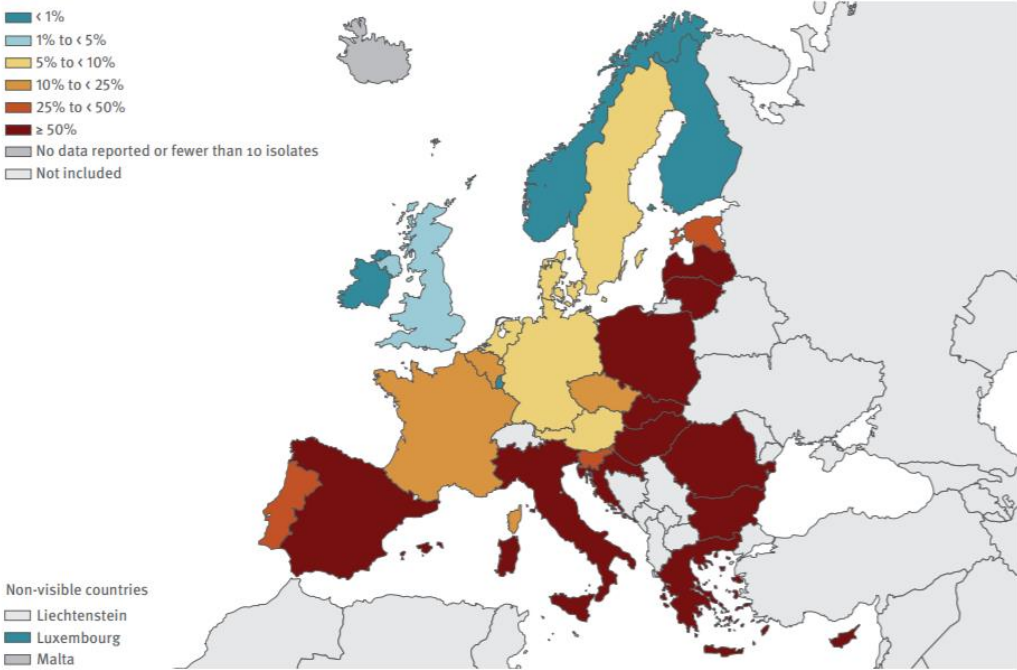 < 1%
1% to < 5%
5% to < 10%
10% to < 25%
25% to < 50%
≥ 50%
No data reported or fewer than 10 isolates
Not included
Non-visible countries
Liechtenstein
Luxembourg
Malta